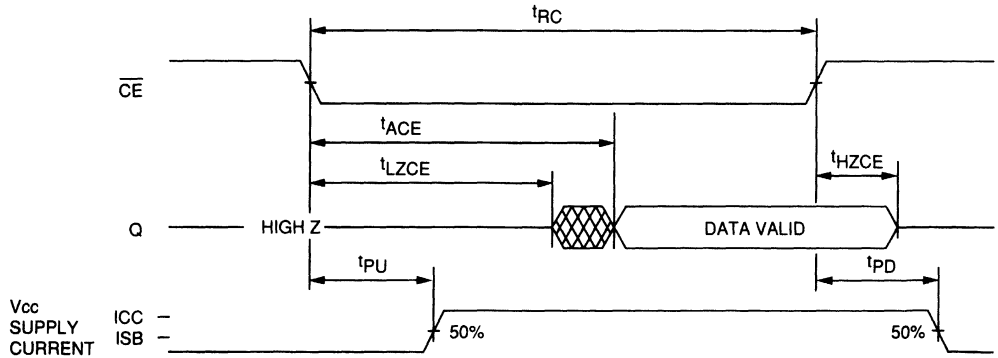 tRC
CE
tACE
tLZCE
tHZCE
Q
HIGH Z
DATA VALID
tPU
tPD
Vcc
SUPPLY
CURRENT
ICC
ISB
50%
50%